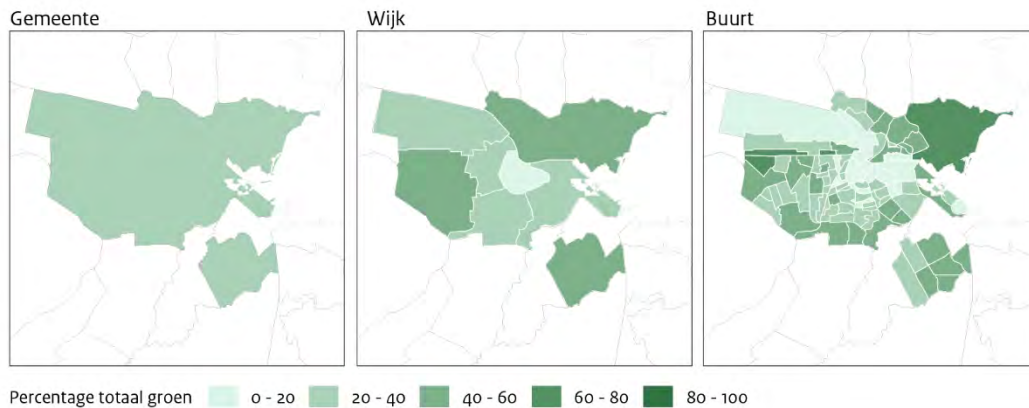 Gemeente
Wijk
Buurt
Percentage totaal groen 0 - 20 20 - 40 40 - 60 60 - 80 80 - 100